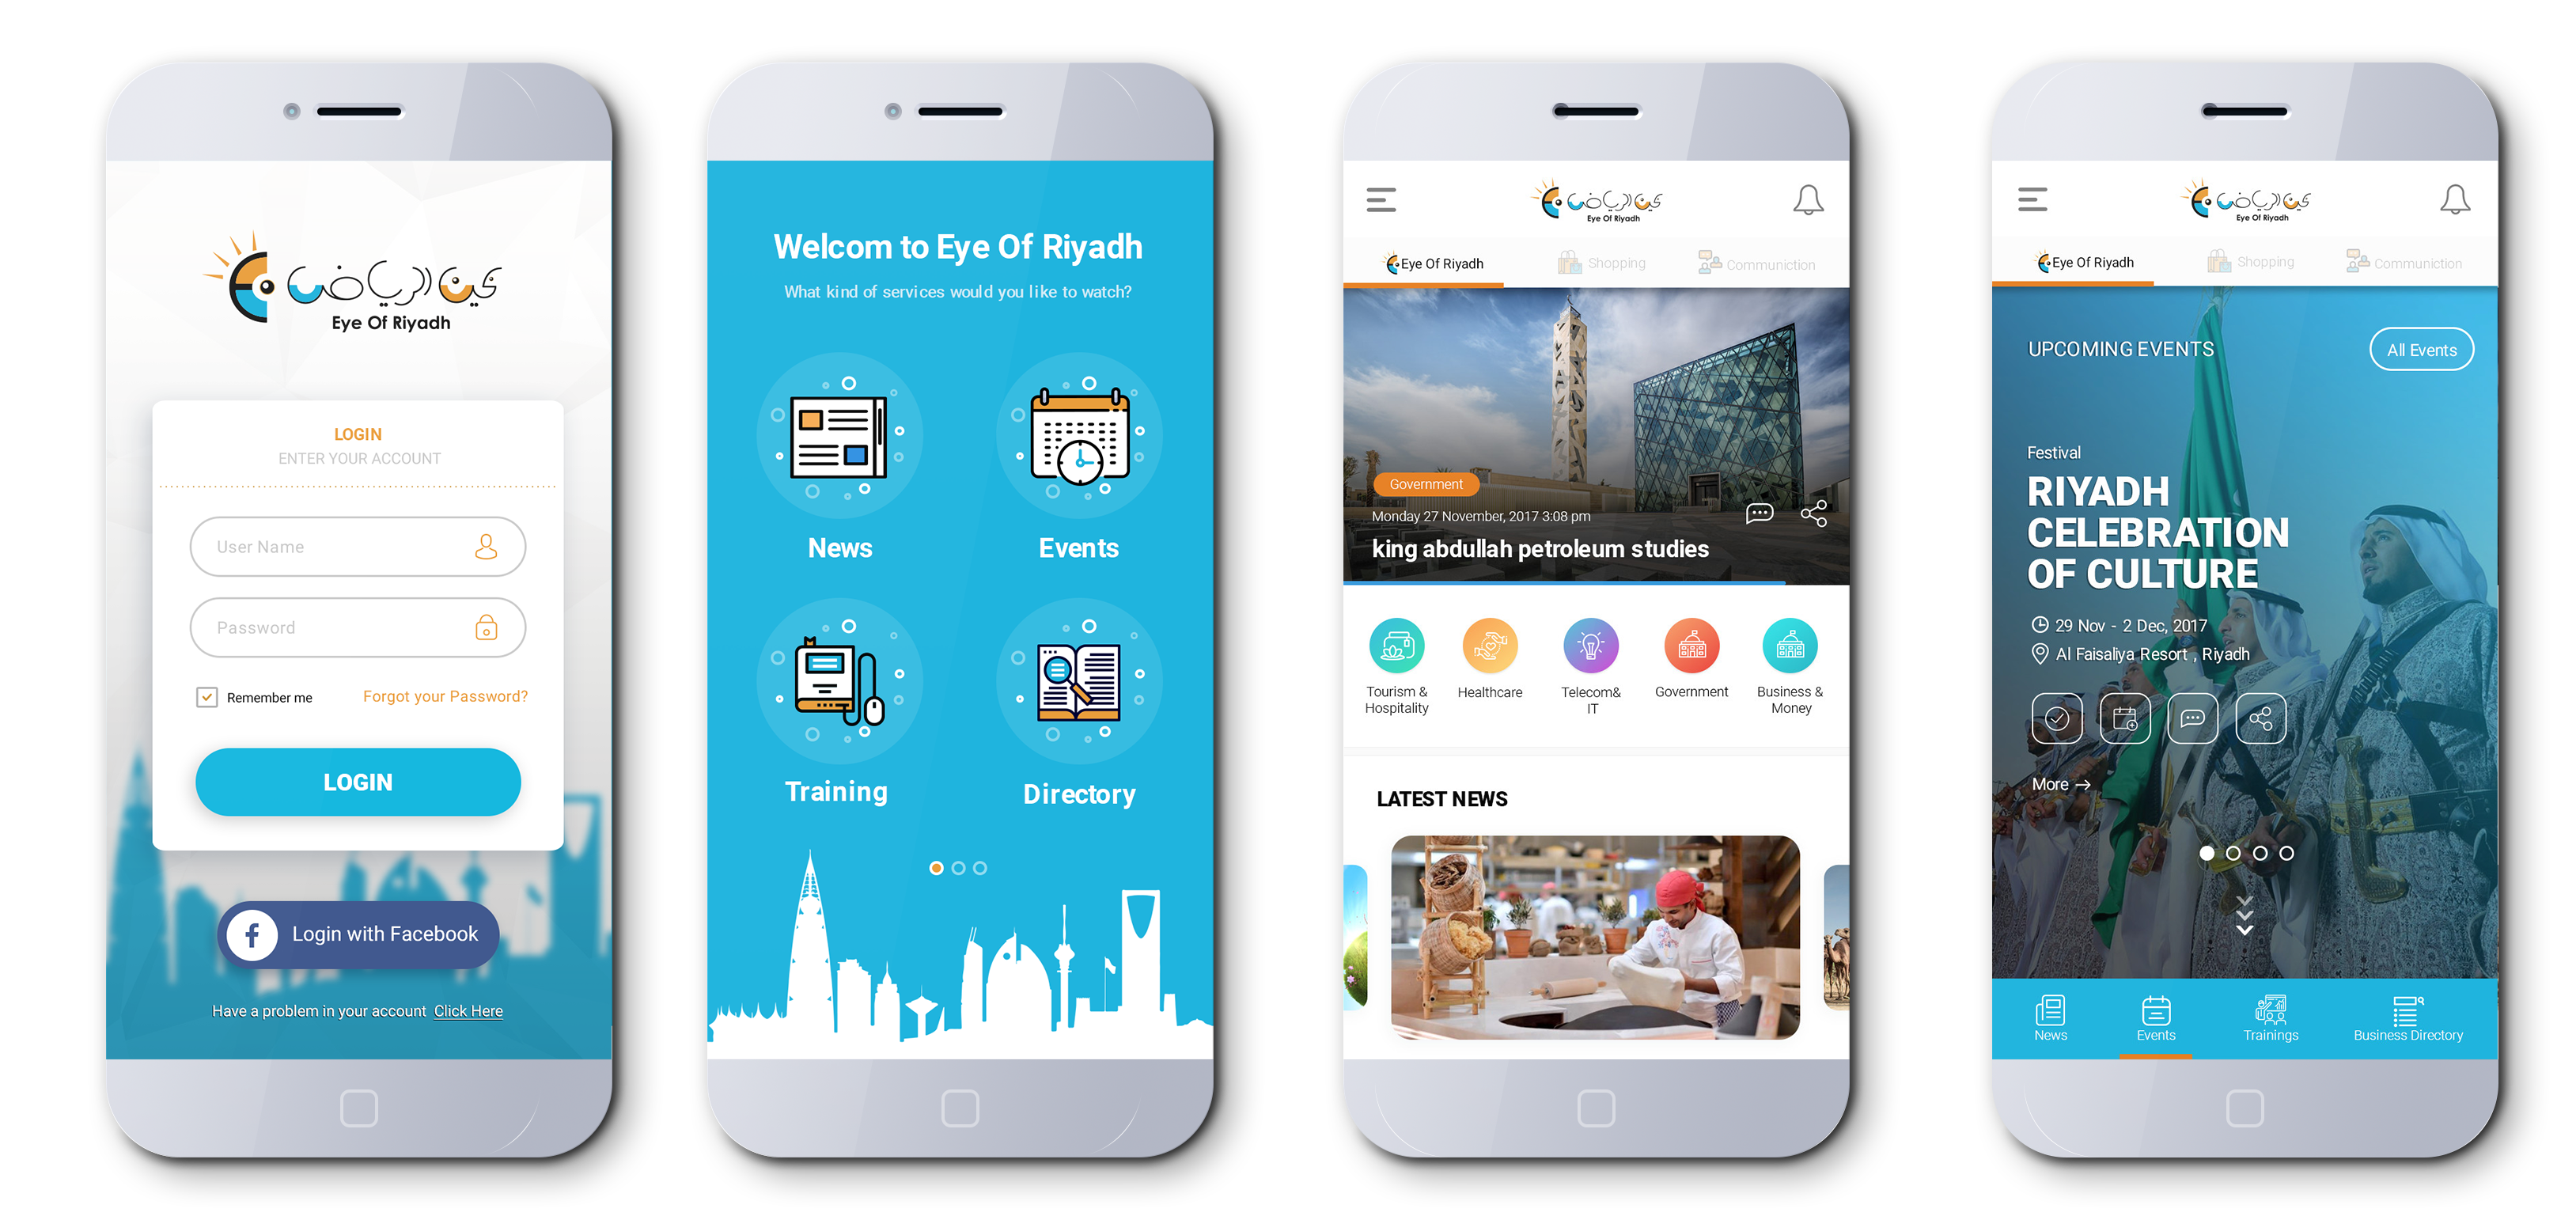 عين الرياض
Eye Of Riyadh
LOGIN
ENTER YOUR ACCOUNT
User Name
Password
Remember me
Forgot your Password?
LOGIN
f
Login with Facebook
Have a problem in your account Click Here
Welcom to Eye Of Riyadh
What kind of services would you like to watch?
News
Events
Training
Directory
عين الرياض
Eye Of Riyadh
Eye Of Riyadh
Shopping
Communiction
Government
Monday 27 November, 2017 3:08 pm
king abdullah petroleum studies
Tourism &
Hospitality
Healthcare
Telecom&
IT
Government
Business &
Money
LATEST NEWS
عين الرياض
Eye Of Riyadh
Eye Of Riyadh
Shopping
Communiction
UPCOMING EVENTS
All Events
Festival
RIYADH
CELEBRATION
OF CULTURE
29 Nov - 2 Dec, 2017
Al Faisaliya Resort , Riyadh
More →
News
Events
Trainings
Business Directory